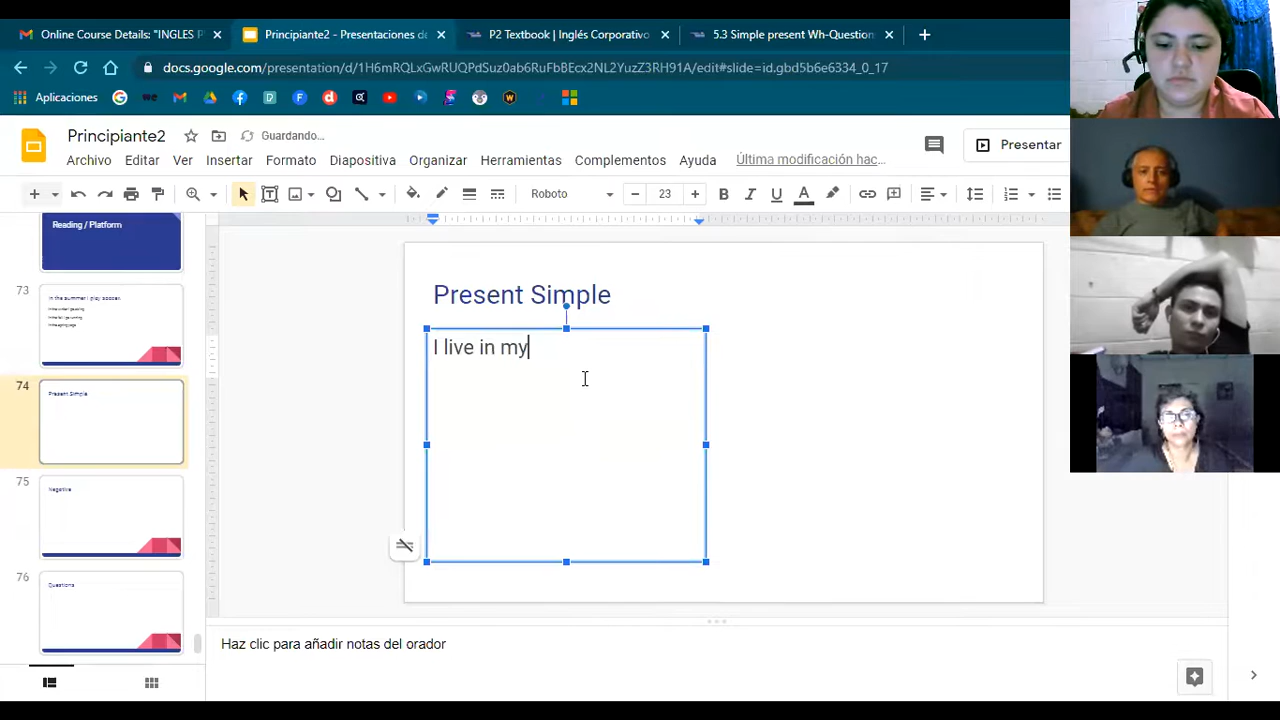 Online Course Details: "INGLES P
Principiante2 - Presentaciones de
P2 Textbook | Inglés Corporativo
5.3 Simple present Wh-Question
docs.google.com/presentation/d/1H6mRQLxGwRUQPdSuz0ab6RuFbBEcx2NL2YuzZ3RH91A/edit#slide=id.gbd5b6e6334_0_17
Aplicaciones
Principiante2
Guardando...
Archivo Editar Ver Insertar Formato Diapositiva Organizar Herramientas Complementos Ayuda Última modificación hac...
Presentar
Roboto 23
Reading / Platform
73
In the summer I play soccer.
74
Present Simple
75
Negative
76
Questions
Present Simple
I live in my
Haz clic para añadir notas del orador